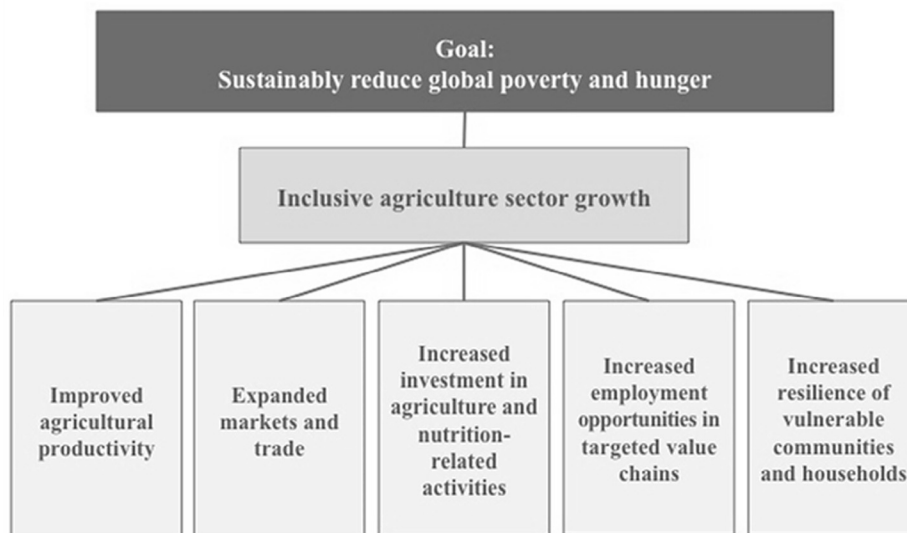 Goal:
Sustainably reduce global poverty and hunger
Inclusive agriculture sector growth
Improved
agricultural
productivity
Expanded
markets and
trade
Increased
investment in
agriculture and
nutrition-
related
activities
Increased
employment
opportunities in
targeted value
chains
Increased
resilience of
vulnerable
communities
and households